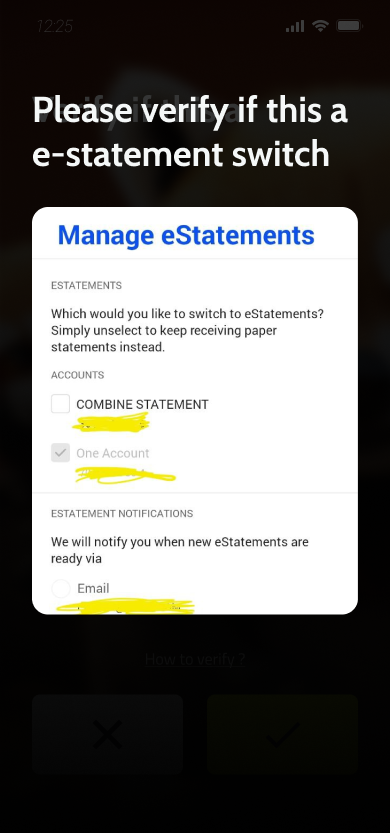 12:25
Please verify if this a
e-statement switch
Manage eStatements
ESTATEMENTS
Which would you like to switch to eStatements?
Simply unselect to keep receiving paper
statements instead.
ACCOUNTS
COMBINE STATEMENT
One Account
ESTATEMENT NOTIFICATIONS
We will notify you when new eStatements are
ready via
Email
How to verify ?